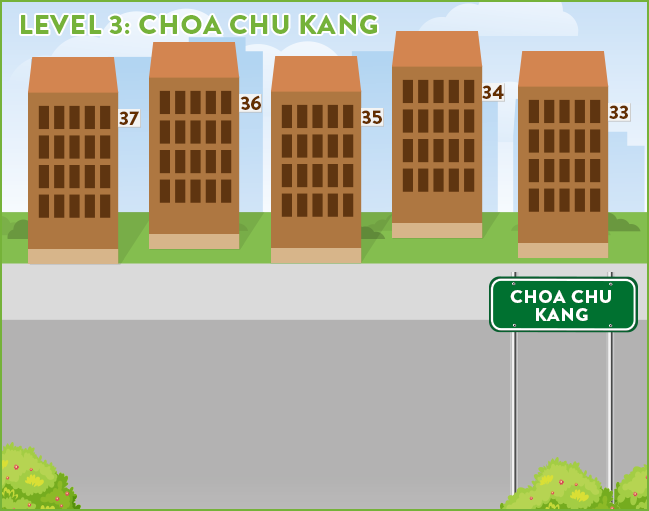 LEVEL 3: CHOA CHU KANG
37
36
35
34
33
CHOA CHU
KANG